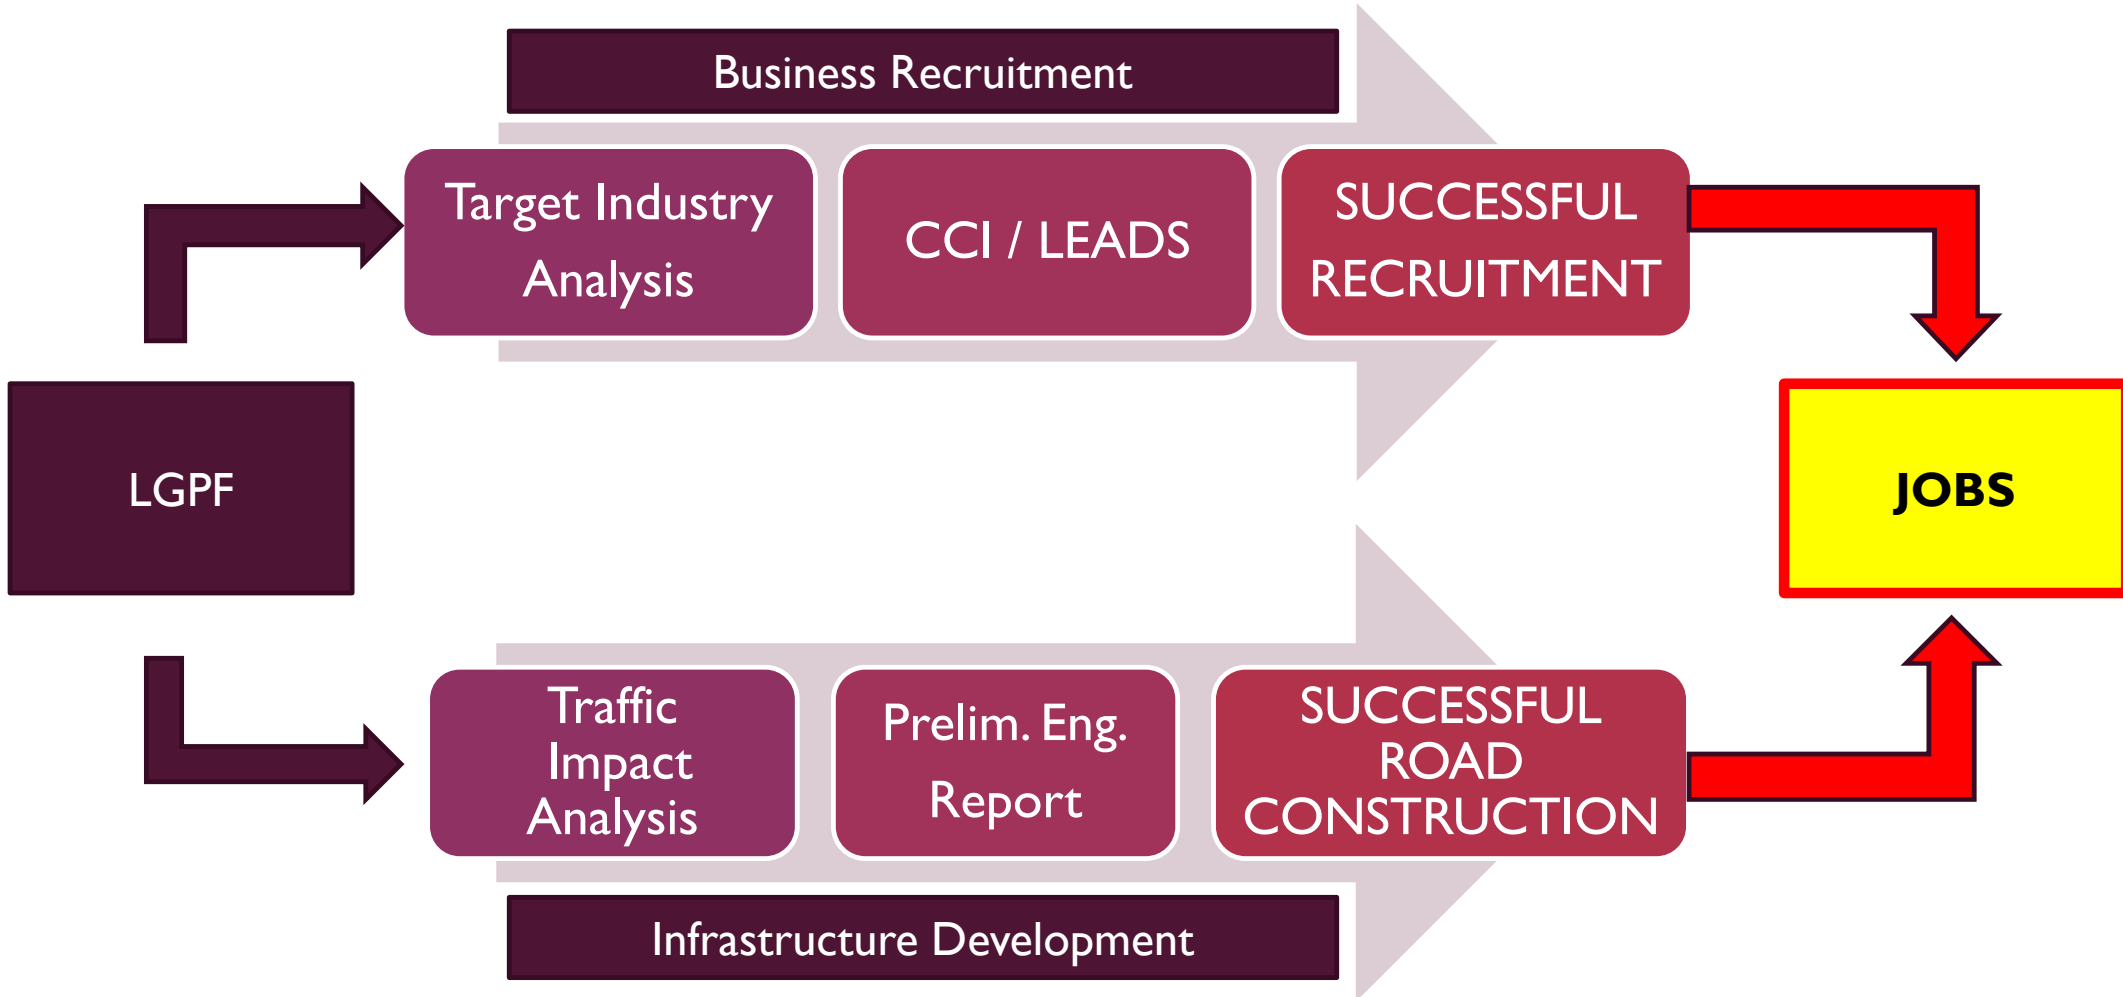 Business Recruitment
Target Industry
Analysis
CCI / LEADS
SUCCESSFUL
RECRUITMENT
LGPF
JOBS
Traffic
Impact
Analysis
Prelim. Eng.
Report
SUCCESSFUL
ROAD
CONSTRUCTION
Infrastructure Development